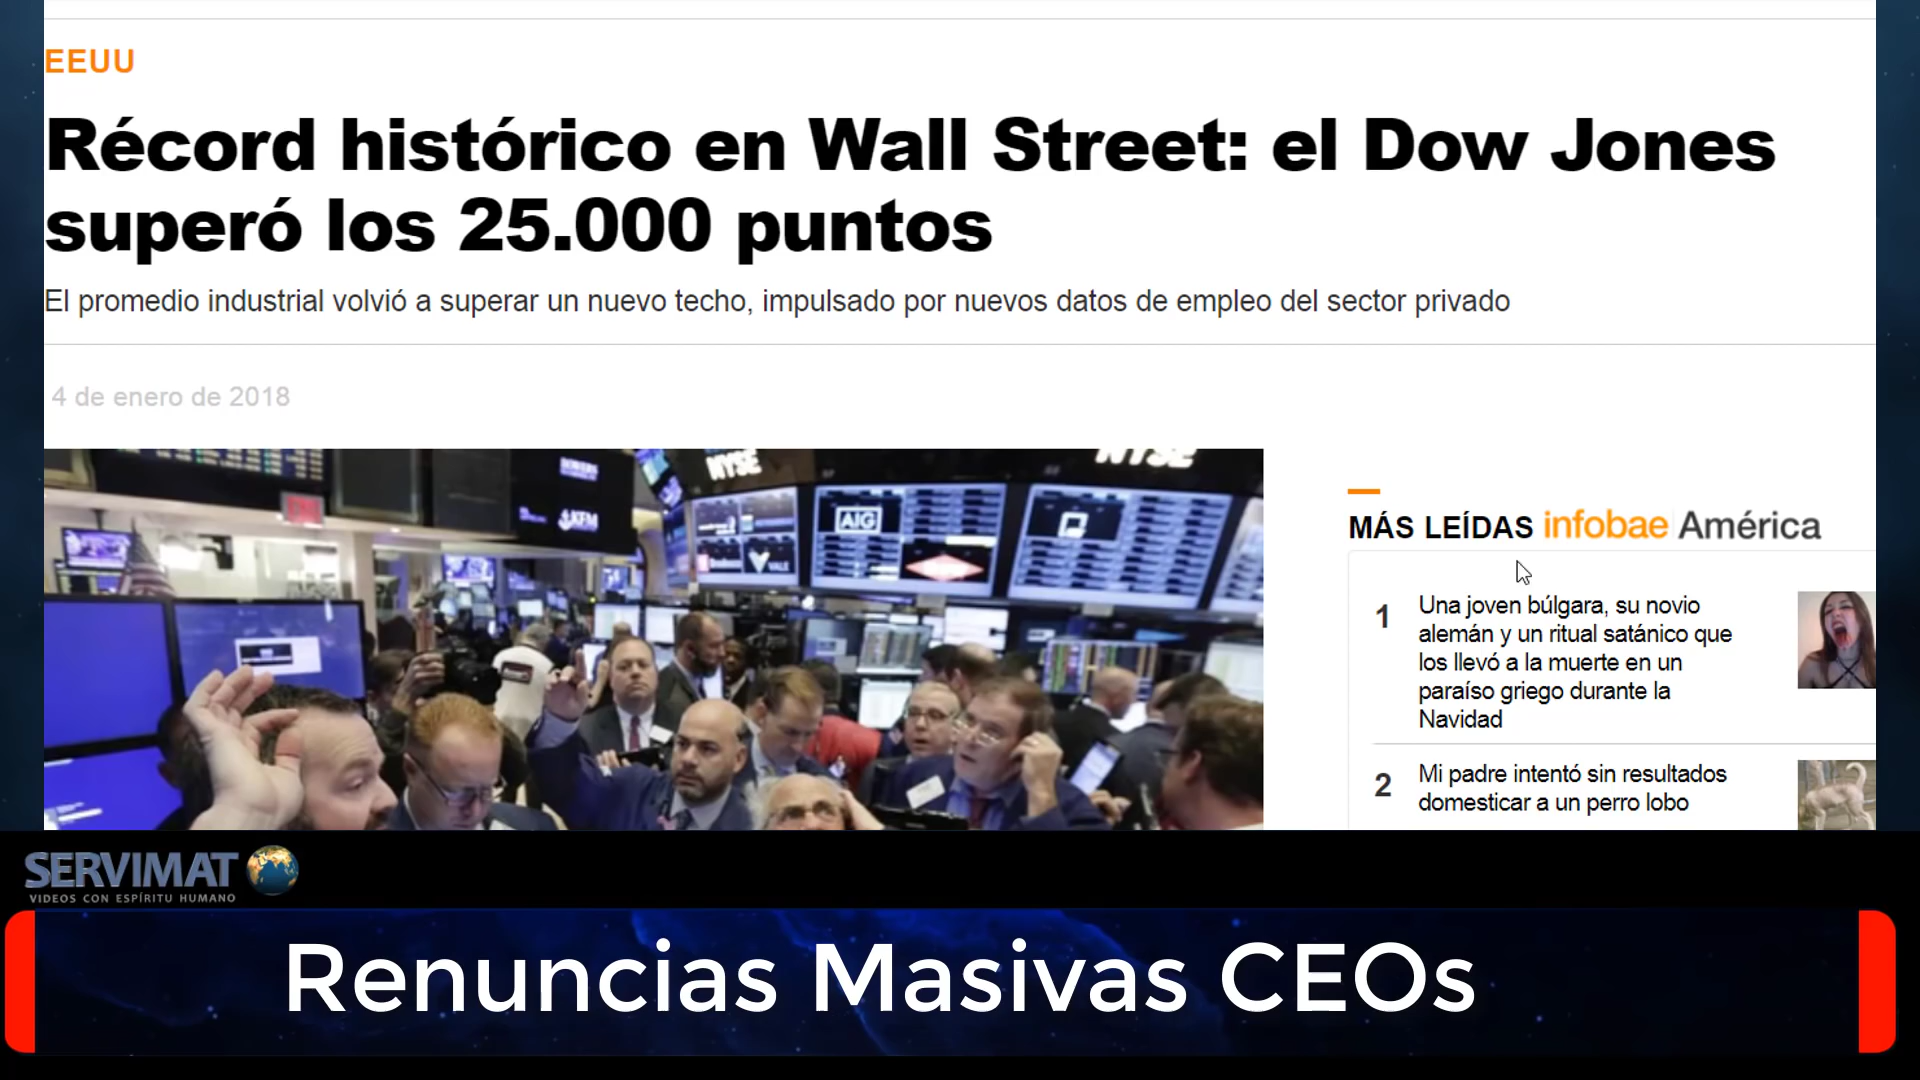 EEUU
Récord histórico en Wall Street: el Dow Jones
superó los 25.000 puntos
El promedio industrial volvió a superar un nuevo techo, impulsado por nuevos datos de empleo del sector privado
4 de enero de 2018
NYSE
NYSE
AIG
VALE
MÁS LEÍDAS infobae América
1
Una joven búlgara, su novio
alemán y un ritual satánico que
los llevó a la muerte en un
paraíso griego durante la
Navidad
2
Mi padre intentó sin resultados
domesticar a un perro lobo
SERVIMAT
VIDEOS CON ESPÍRITU HUMANO
Renuncias Masivas CEOs